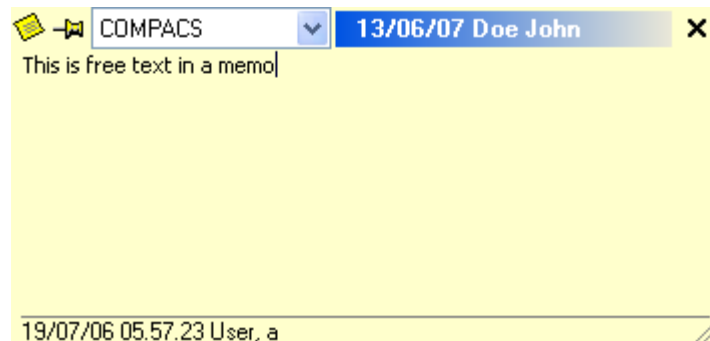 COMPACS 13/06/07 Doe John
This is free text in a memo
19/07/06 05.57.23 User, a